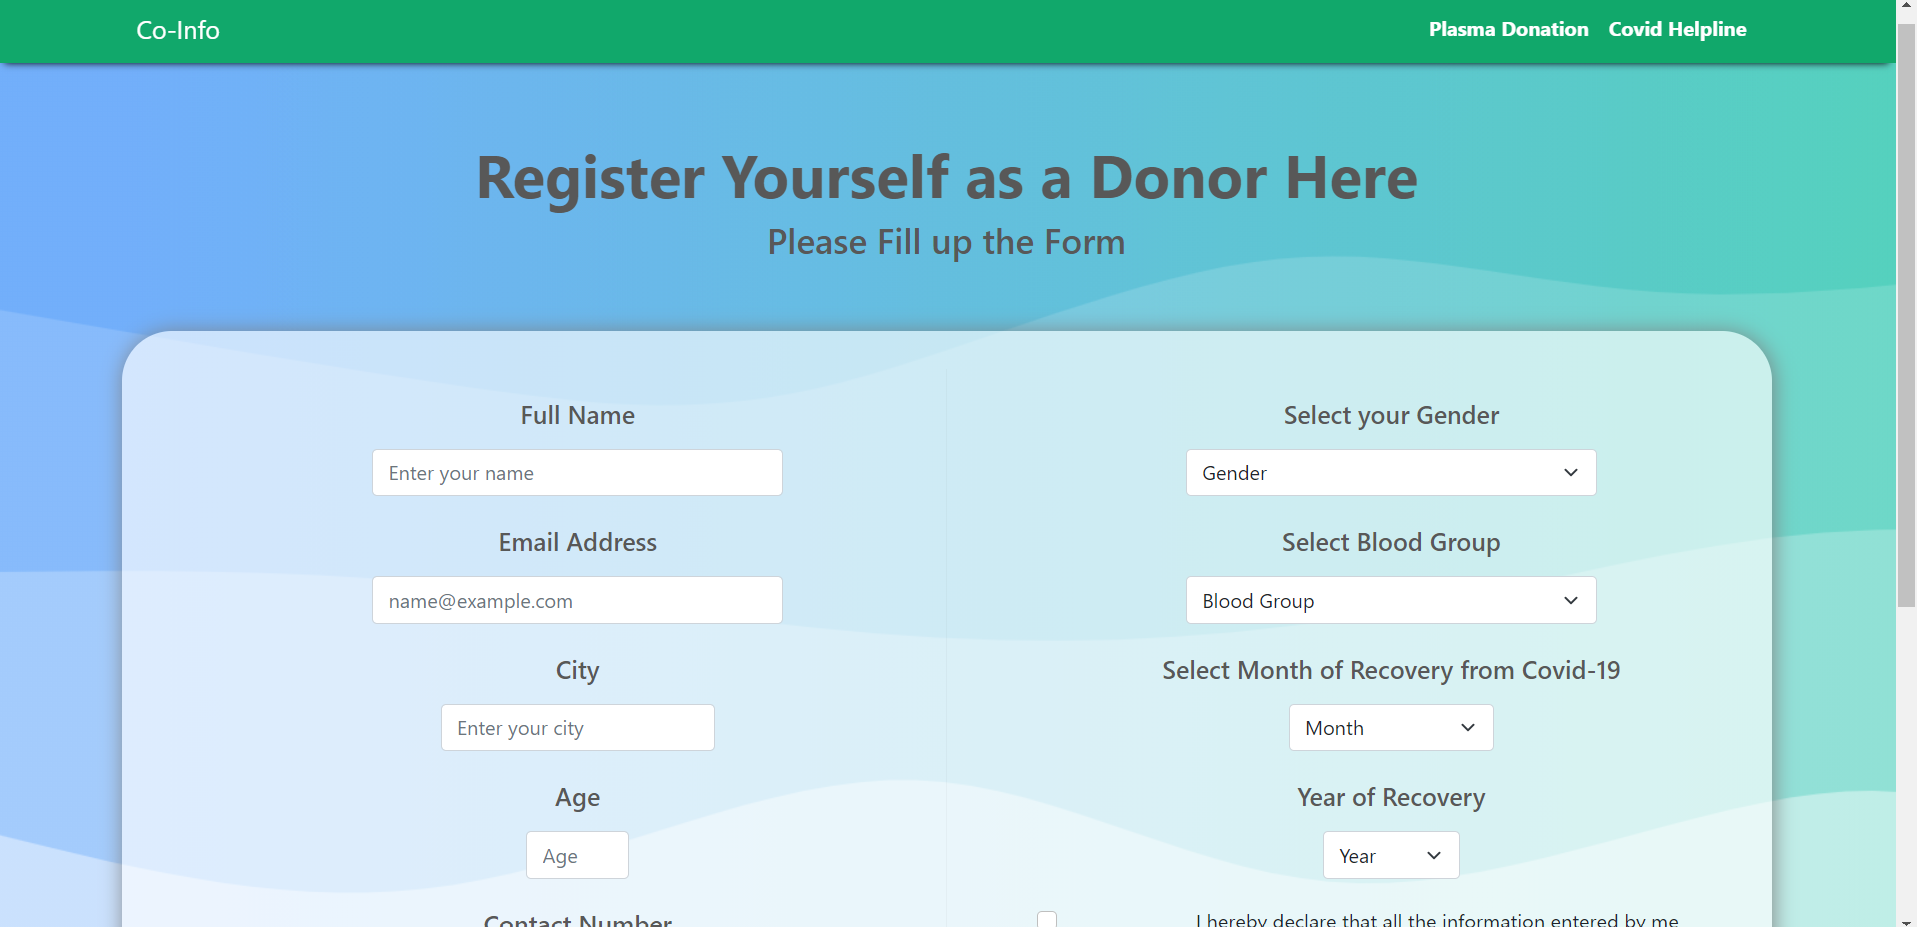 Co-Info
Plasma Donation
Covid Helpline
Register Yourself as a Donor Here
Please Fill up the Form
Full Name
Enter your name
Email Address
name@example.com
City
Enter your city
Age
Age
Contact Number
Select your Gender
Gender
Select Blood Group
Blood Group
Select Month of Recovery from Covid-19
Month
Year of Recovery
Year
I hereby declare that all the information entered by me